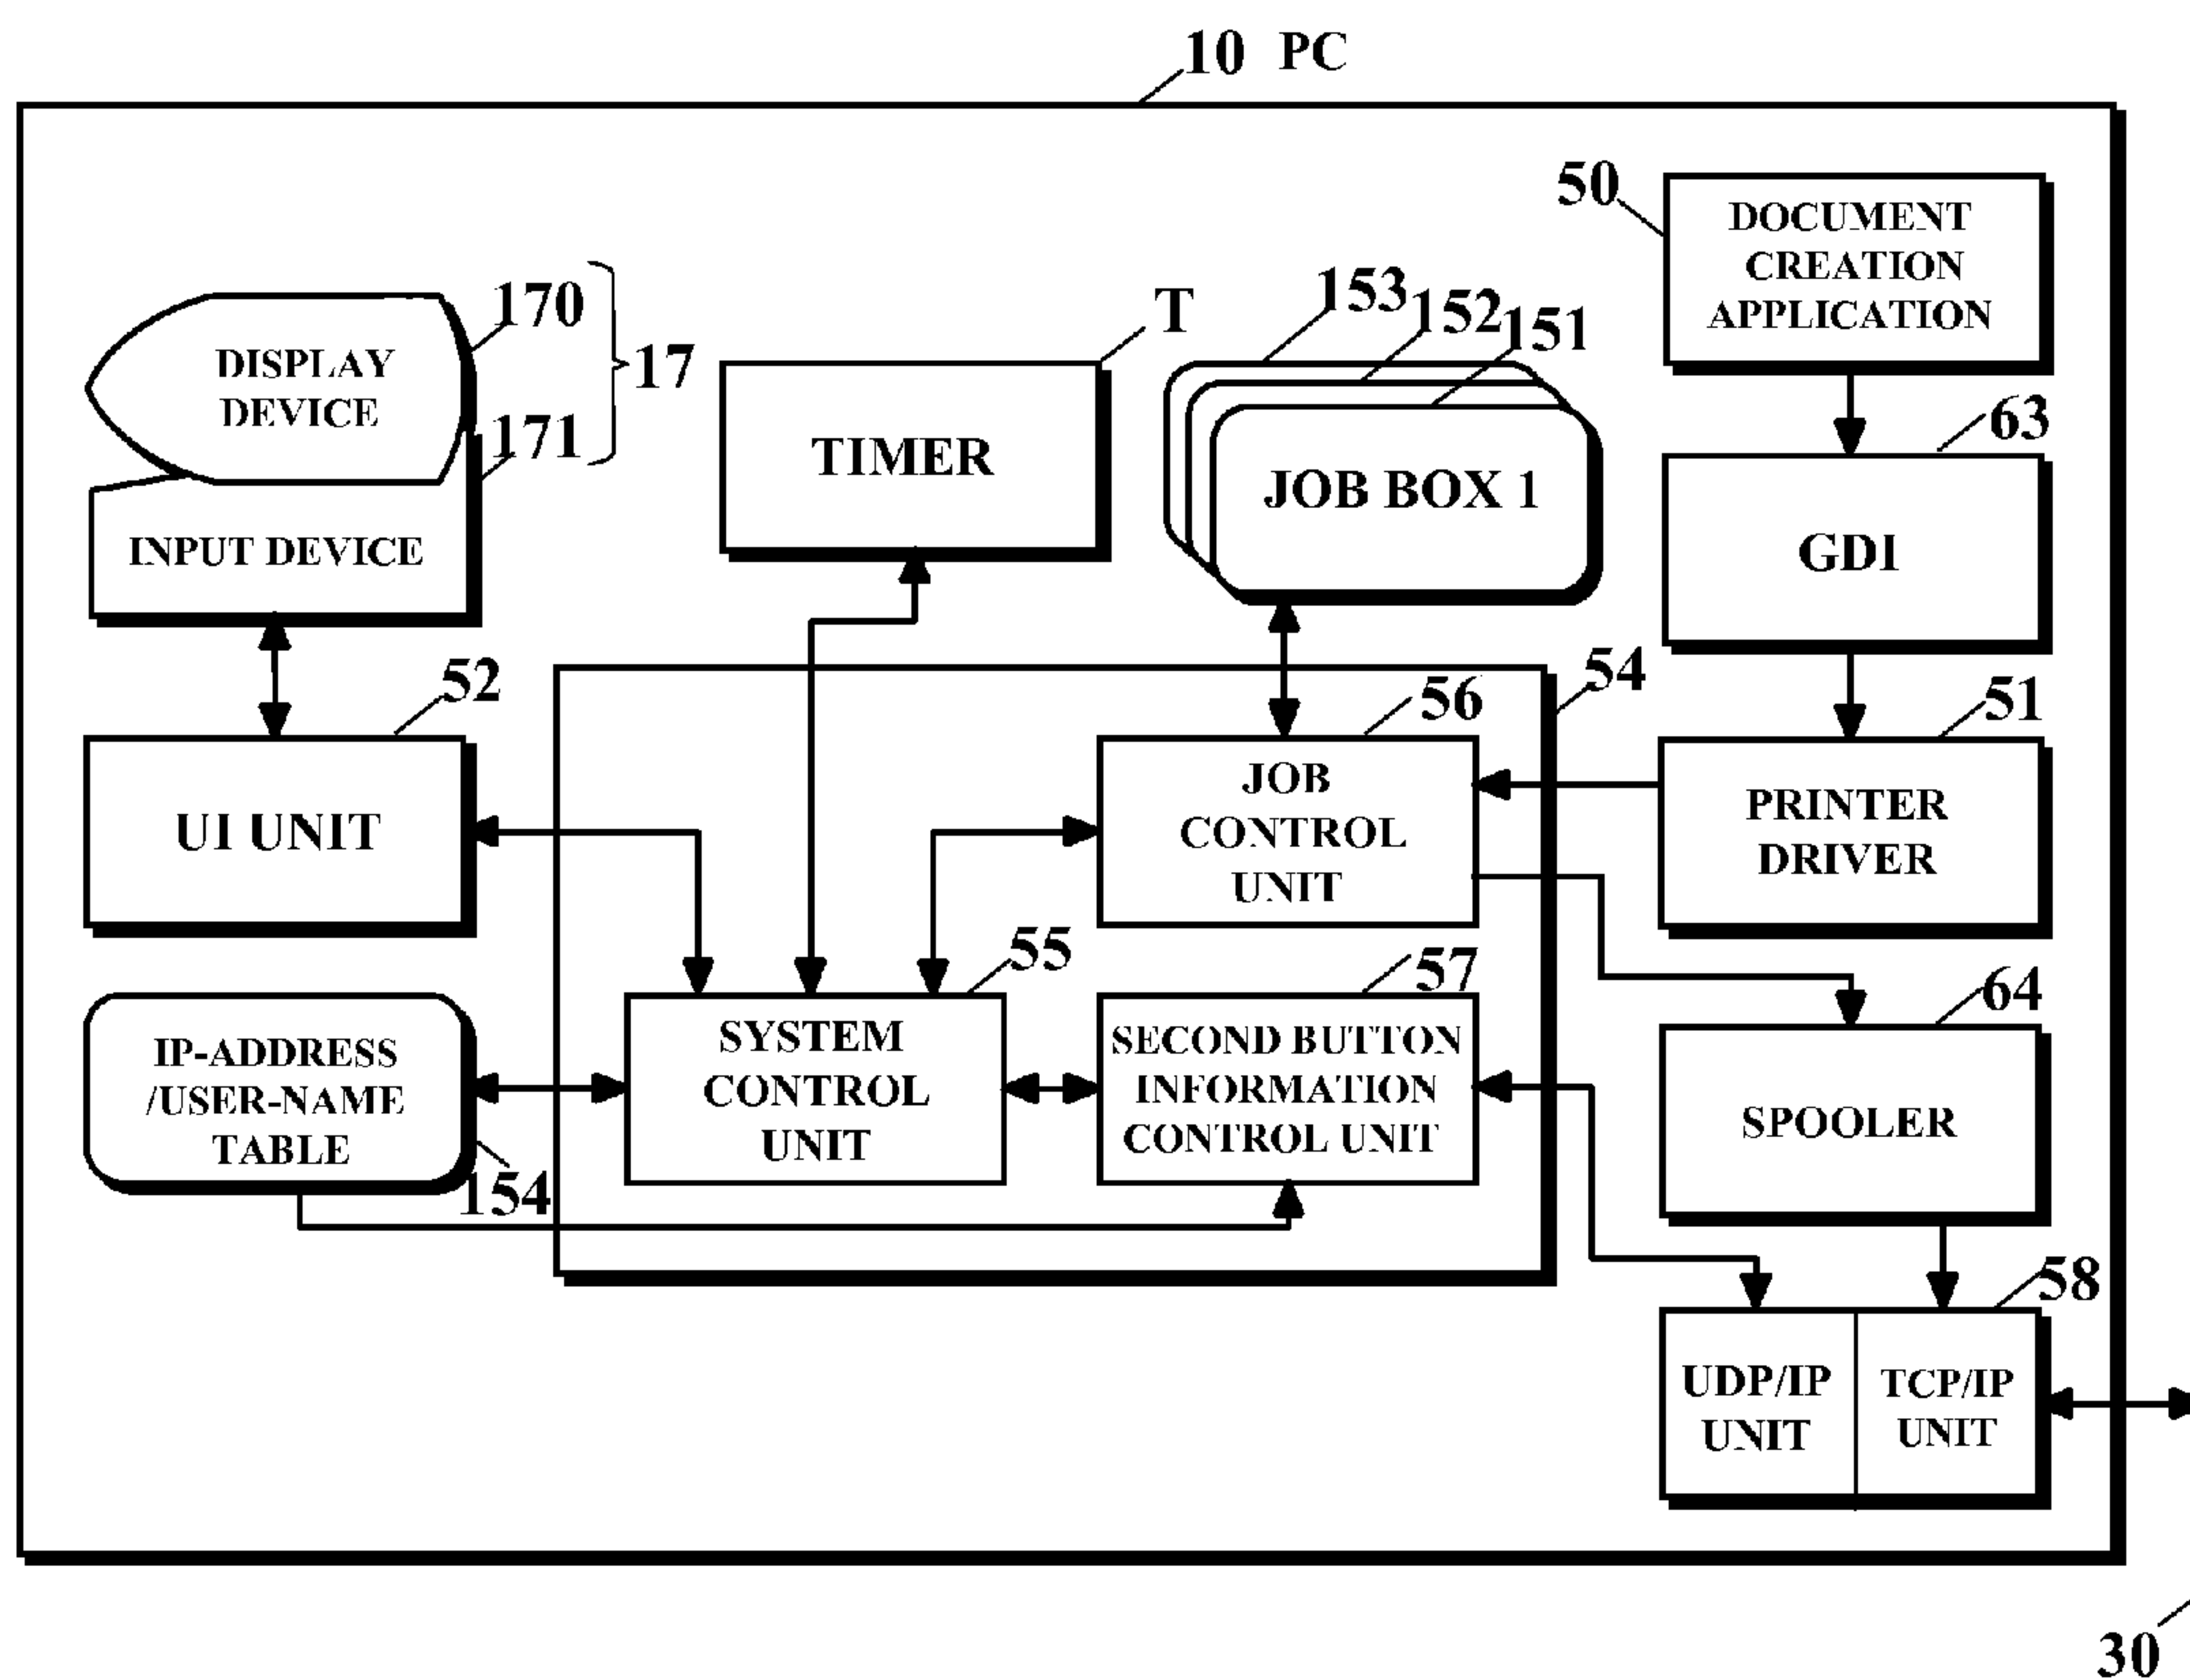 10 PC
50
DOCUMENT
CREATION
APPLICATION
170
17
171
DISPLAY
DEVICE
INPUT DEVICE
T
TIMER
153
152
151
JOB BOX 1
63
GDI
52
UI UNIT
54
56
JOB
CONTROL
UNIT
51
PRINTER
DRIVER
IP-ADDRESS
/USER-NAME
TABLE
154
55
SYSTEM
CONTROL
UNIT
57
SECOND BUTTON
INFORMATION
CONTROL UNIT
64
SPOOLER
58
UDP/IP
UNIT
TCP/IP
UNIT
30